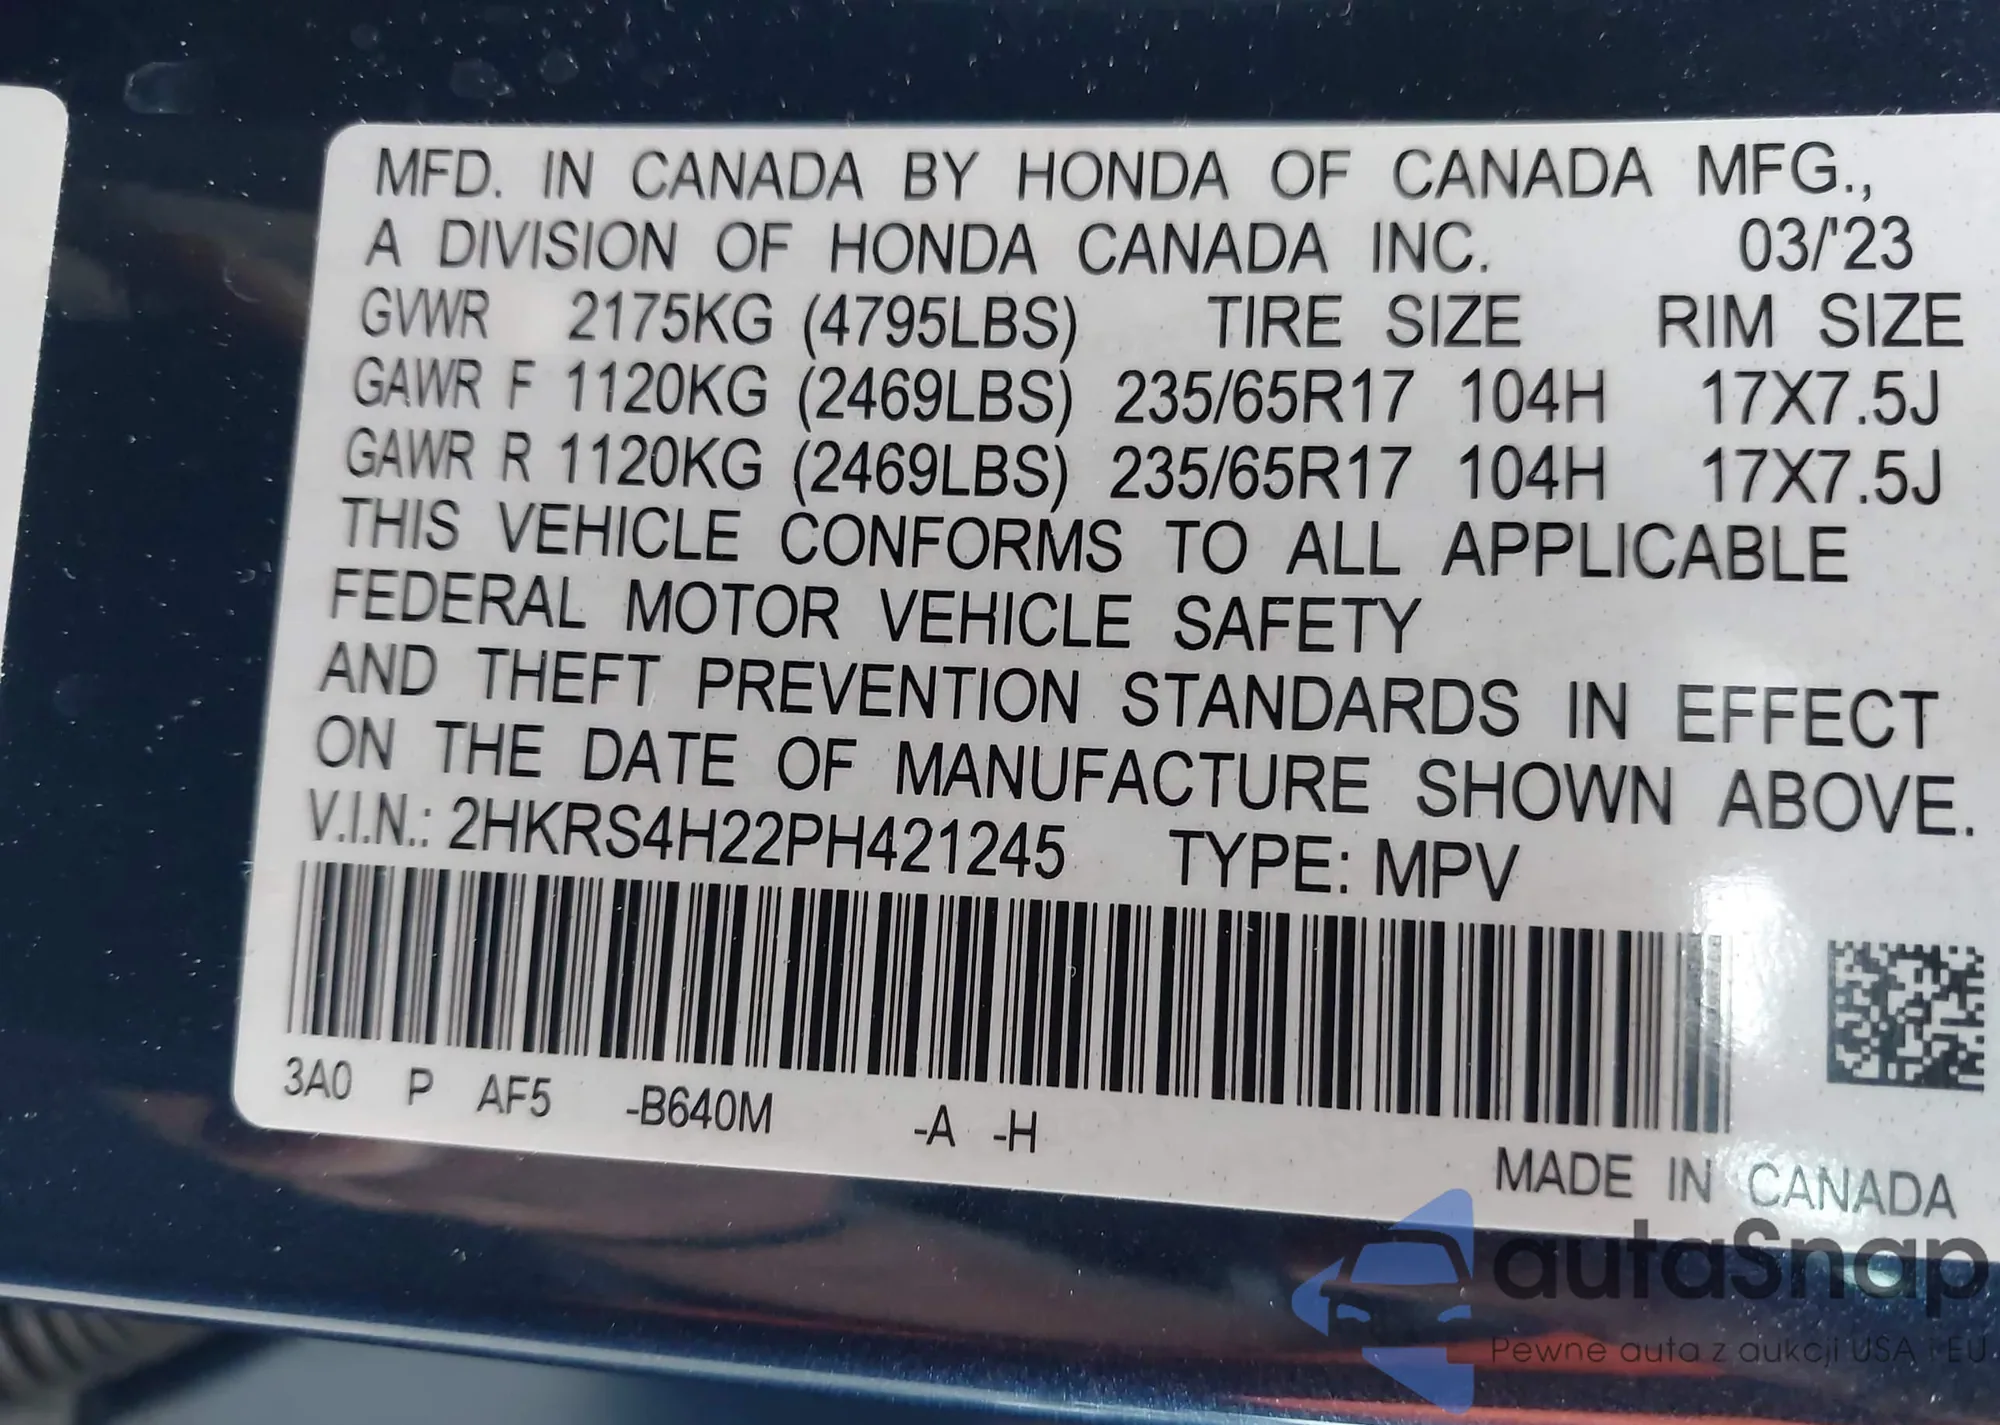 MFD. IN CANADA BY HONDA OF CANADA MFG.,
A DIVISION OF HONDA CANADA INC. 03/'23
GVWR 2175KG (4795LBS) TIRE SIZE RIM SIZE
GAWR F 1120KG (2469LBS) 235/65R17 104H 17X7.5J
GAWR R 1120KG (2469LBS) 235/65R17 104H 17X7.5J
THIS VEHICLE CONFORMS TO ALL APPLICABLE
FEDERAL MOTOR VEHICLE SAFETY
AND THEFT PREVENTION STANDARDS IN EFFECT
ON THE DATE OF MANUFACTURE SHOWN ABOVE.
V.I.N.: 2HKRS4H22PH421245 TYPE: MPV
3A0 P AF5 -B640M -A -H
MADE IN CANADA
autaSnap
Pewne auta z aukcji USA i EU